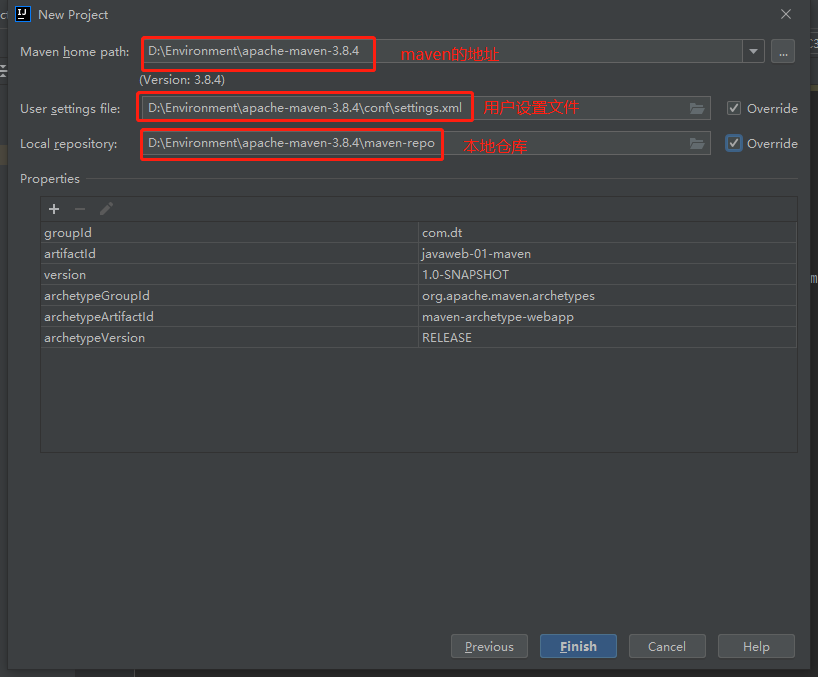 New Project
Maven home path: D:\Environment\apache-maven-3.8.4 maven的地址 ...
(Version: 3.8.4)
User settings file: D:\Environment\apache-maven-3.8.4\conf\settings.xml 用户设置文件 Override
Local repository: D:\Environment\apache-maven-3.8.4\maven-repo 本地仓库 Override
Properties
groupId com.dt
artifactId javaweb-01-maven
version 1.0-SNAPSHOT
archetypeGroupId org.apache.maven.archetypes
archetypeArtifactId maven-archetype-webapp
archetypeVersion RELEASE
Previous Finish Cancel Help